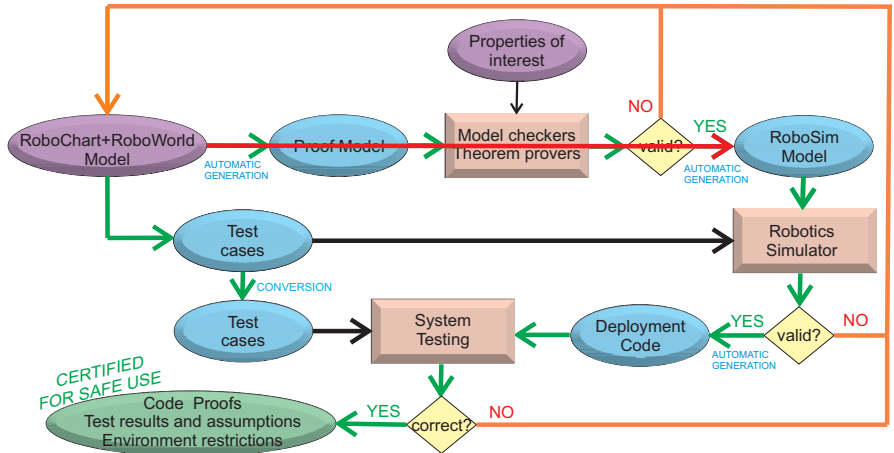 Properties of
interest
NO
RoboChart+RoboWorld
Model
AUTOMATIC
GENERATION
Proof Model
Model checkers
Theorem provers
valid?
YES
AUTOMATIC
GENERATION
RoboSim
Model
Test
cases
Robotics
Simulator
CONVERSION
Test
cases
System
Testing
Deployment
Code
YES
AUTOMATIC
GENERATION
valid?
NO
CERTIFIED
FOR SAFE USE
Code Proofs
Test results and assumptions
Environment restrictions
YES
correct?
NO